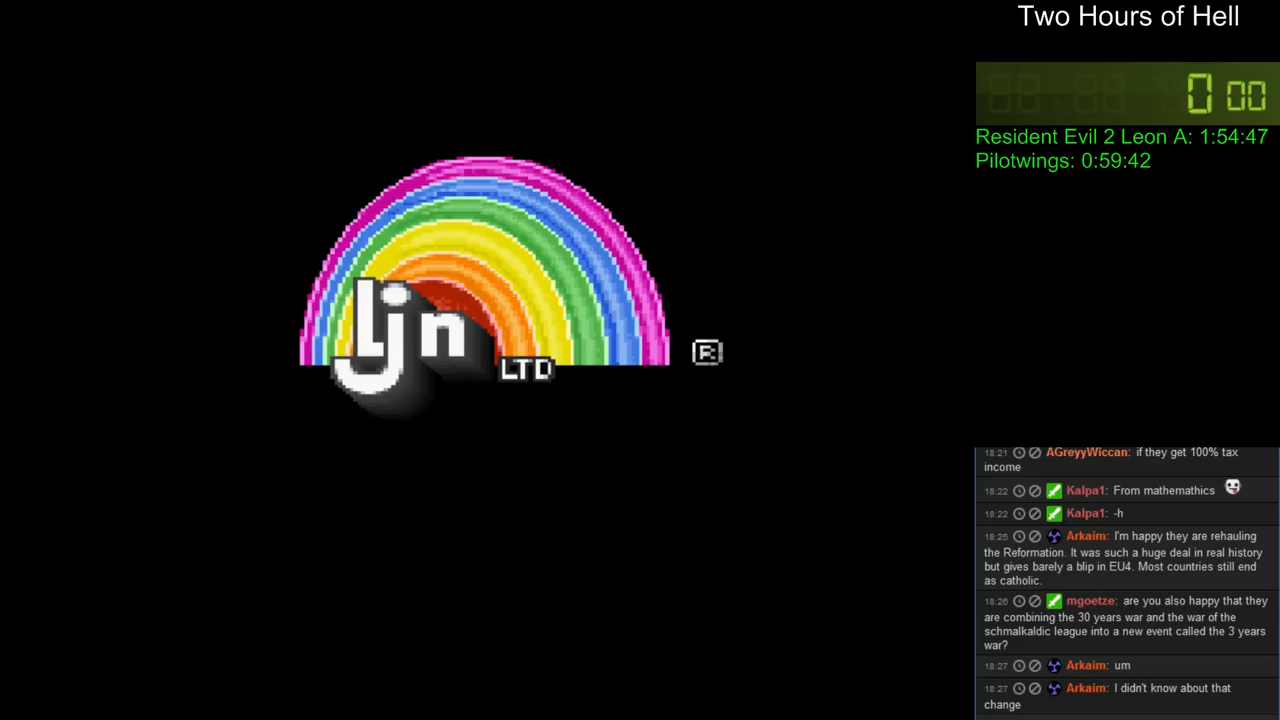 Two Hours of Hell
0 00
Resident Evil 2 Leon A: 1:54:47
Pilotwings: 0:59:42
ljn
LTD
R
18:21 AGreyyWiccan: if they get 100% tax
income
18:22 Kalpa1: From mathemathics
18:22 Kalpa1: -h
18:25 Arkaim: I'm happy they are rehauling
the Reformation. It was such a huge deal in real history
but gives barely a blip in EU4. Most countries still end
as catholic.
18:26 mgoetze: are you also happy that they
are combining the 30 years war and the war of the
schmalkaldic league into a new event called the 3 years
war?
18:27 Arkaim: um
18:27 Arkaim: I didn't know about that
change